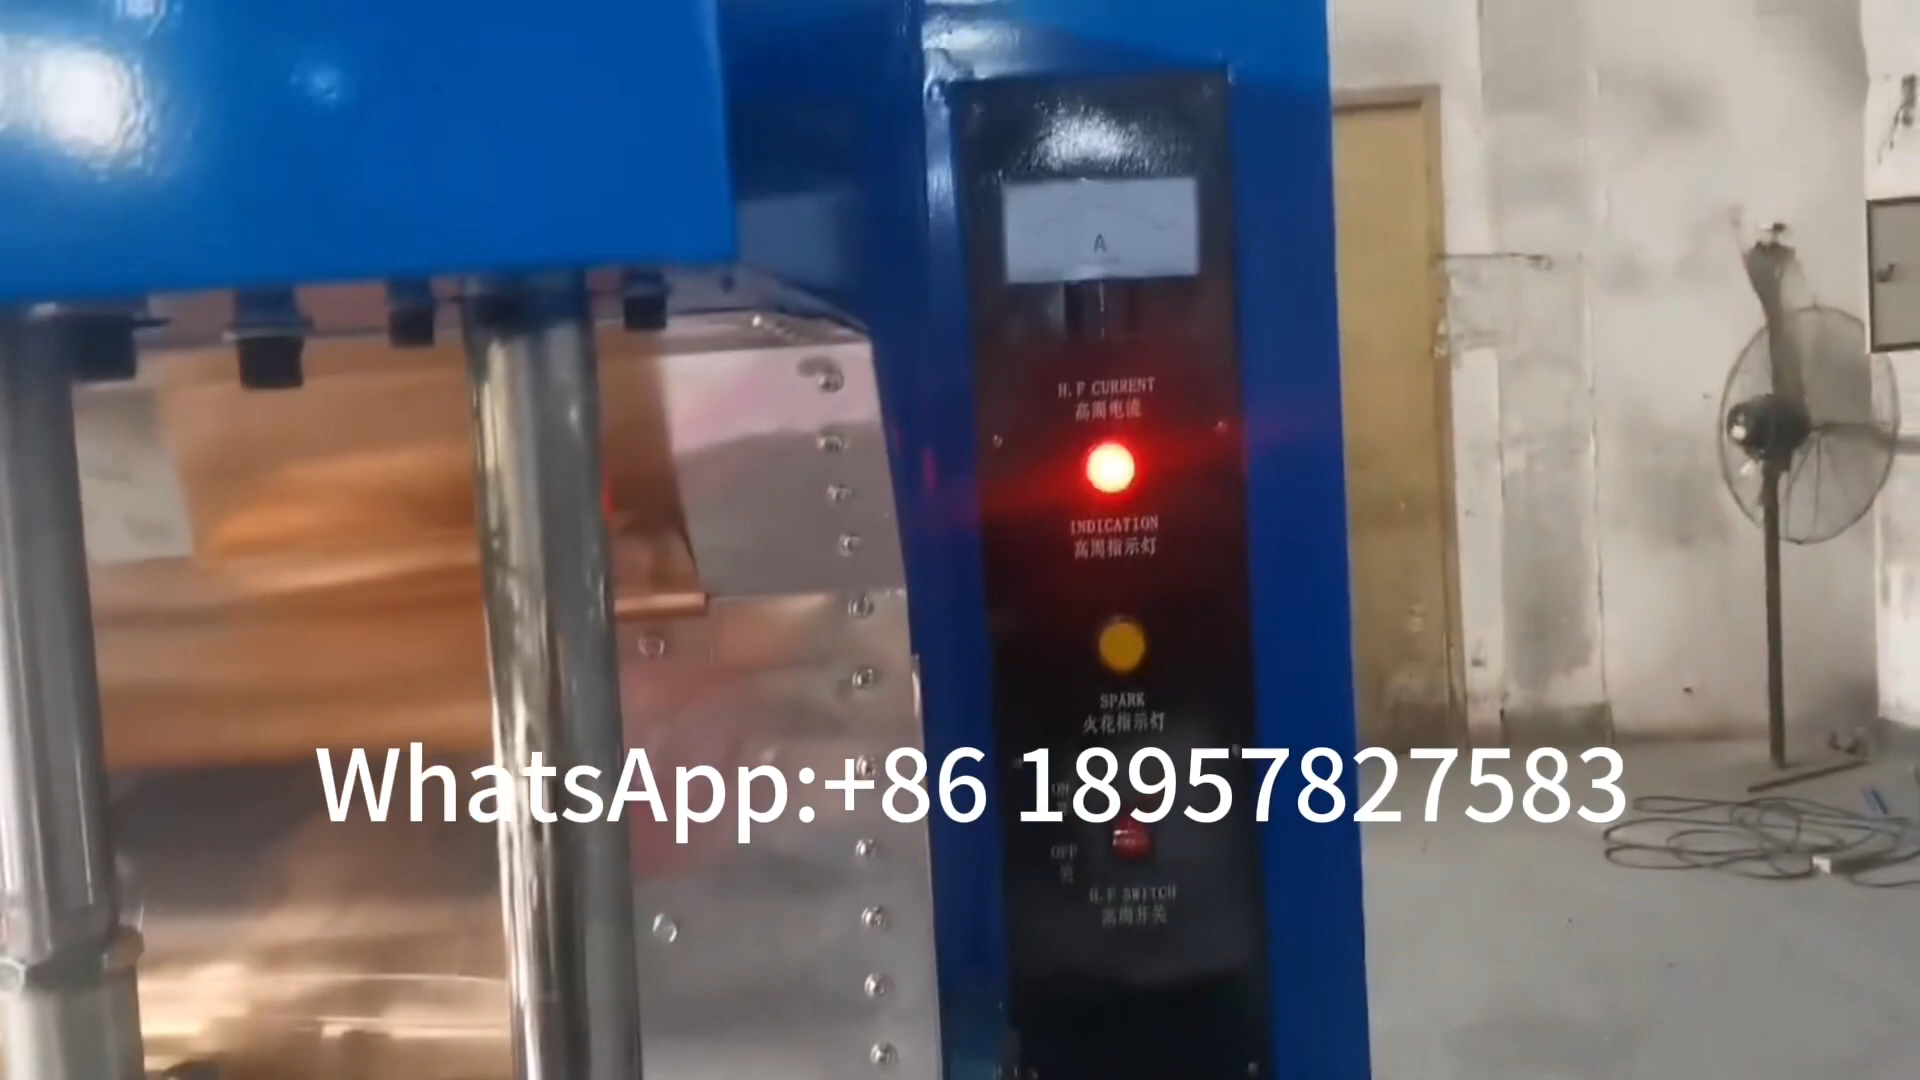 A
H.F CURRENT
高周电流
INDICATION
高周指示灯
SPARK
火花指示灯
WhatsApp:+86 18957827583
ON
OFF
关
H.F SWITCH
高周开关